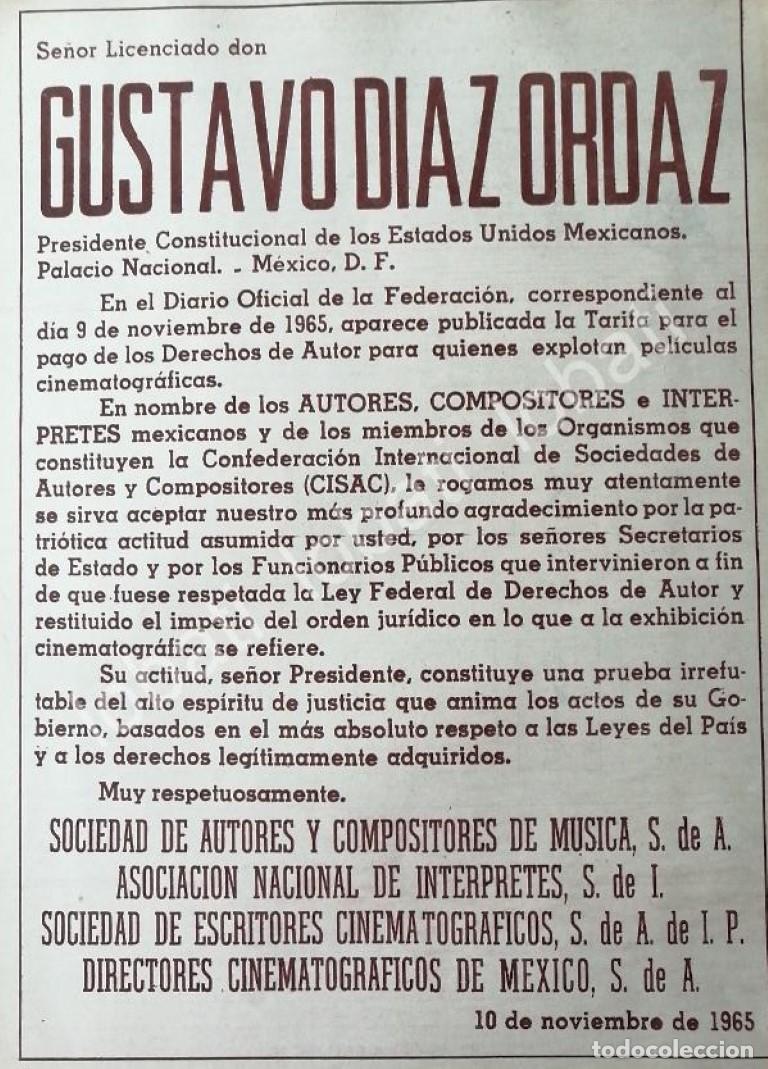 Señor Licenciado don
GUSTAVO DIAZ ORDAZ
Presidente Constitucional de los Estados Unidos Mexicanos.
Palacio Nacional. - México, D. F.
En el Diario Oficial de la Federación, correspondiente al
día 9 de noviembre de 1965, aparece publicada la Tarifa para el
pago de los Derechos de Autor para quienes explotan películas
cinematográficas.
En nombre de los AUTORES, COMPOSITORES e INTER-
PRETES mexicanos y de los miembros de los Organismos que
constituyen la Confederación Internacional de Sociedades de
Autores y Compositores (CISAC), le rogamos muy atentamente
se sirva aceptar nuestro más profundo agradecimiento por la pa-
triótica actitud asumida por usted, por los señores Secretarios
de Estado y por los Funcionarios Públicos que intervinieron a fin
de que fuese respetada la Ley Federal de Derechos de Autor y
restituido el imperio del orden jurídico en lo que a la exhibición
cinematográfica se refiere.
Su actitud, señor Presidente, constituye una prueba irrefu-
table del alto espíritu de justicia que anima los actos de su Go-
bierno, basados en el más absoluto respeto a las Leyes del País
y a los derechos legítimamente adquiridos.
Muy respetuosamente.
SOCIEDAD DE AUTORES Y COMPOSITORES DE MUSICA, S. de A.
ASOCIACION NACIONAL DE INTERPRETES, S. de I.
SOCIEDAD DE ESCRITORES CINEMATOGRAFICOS, S. de A. de I. P.
DIRECTORES CINEMATOGRAFICOS DE MEXICO, S. de A.
10 de noviembre de 1965
todocoleccion